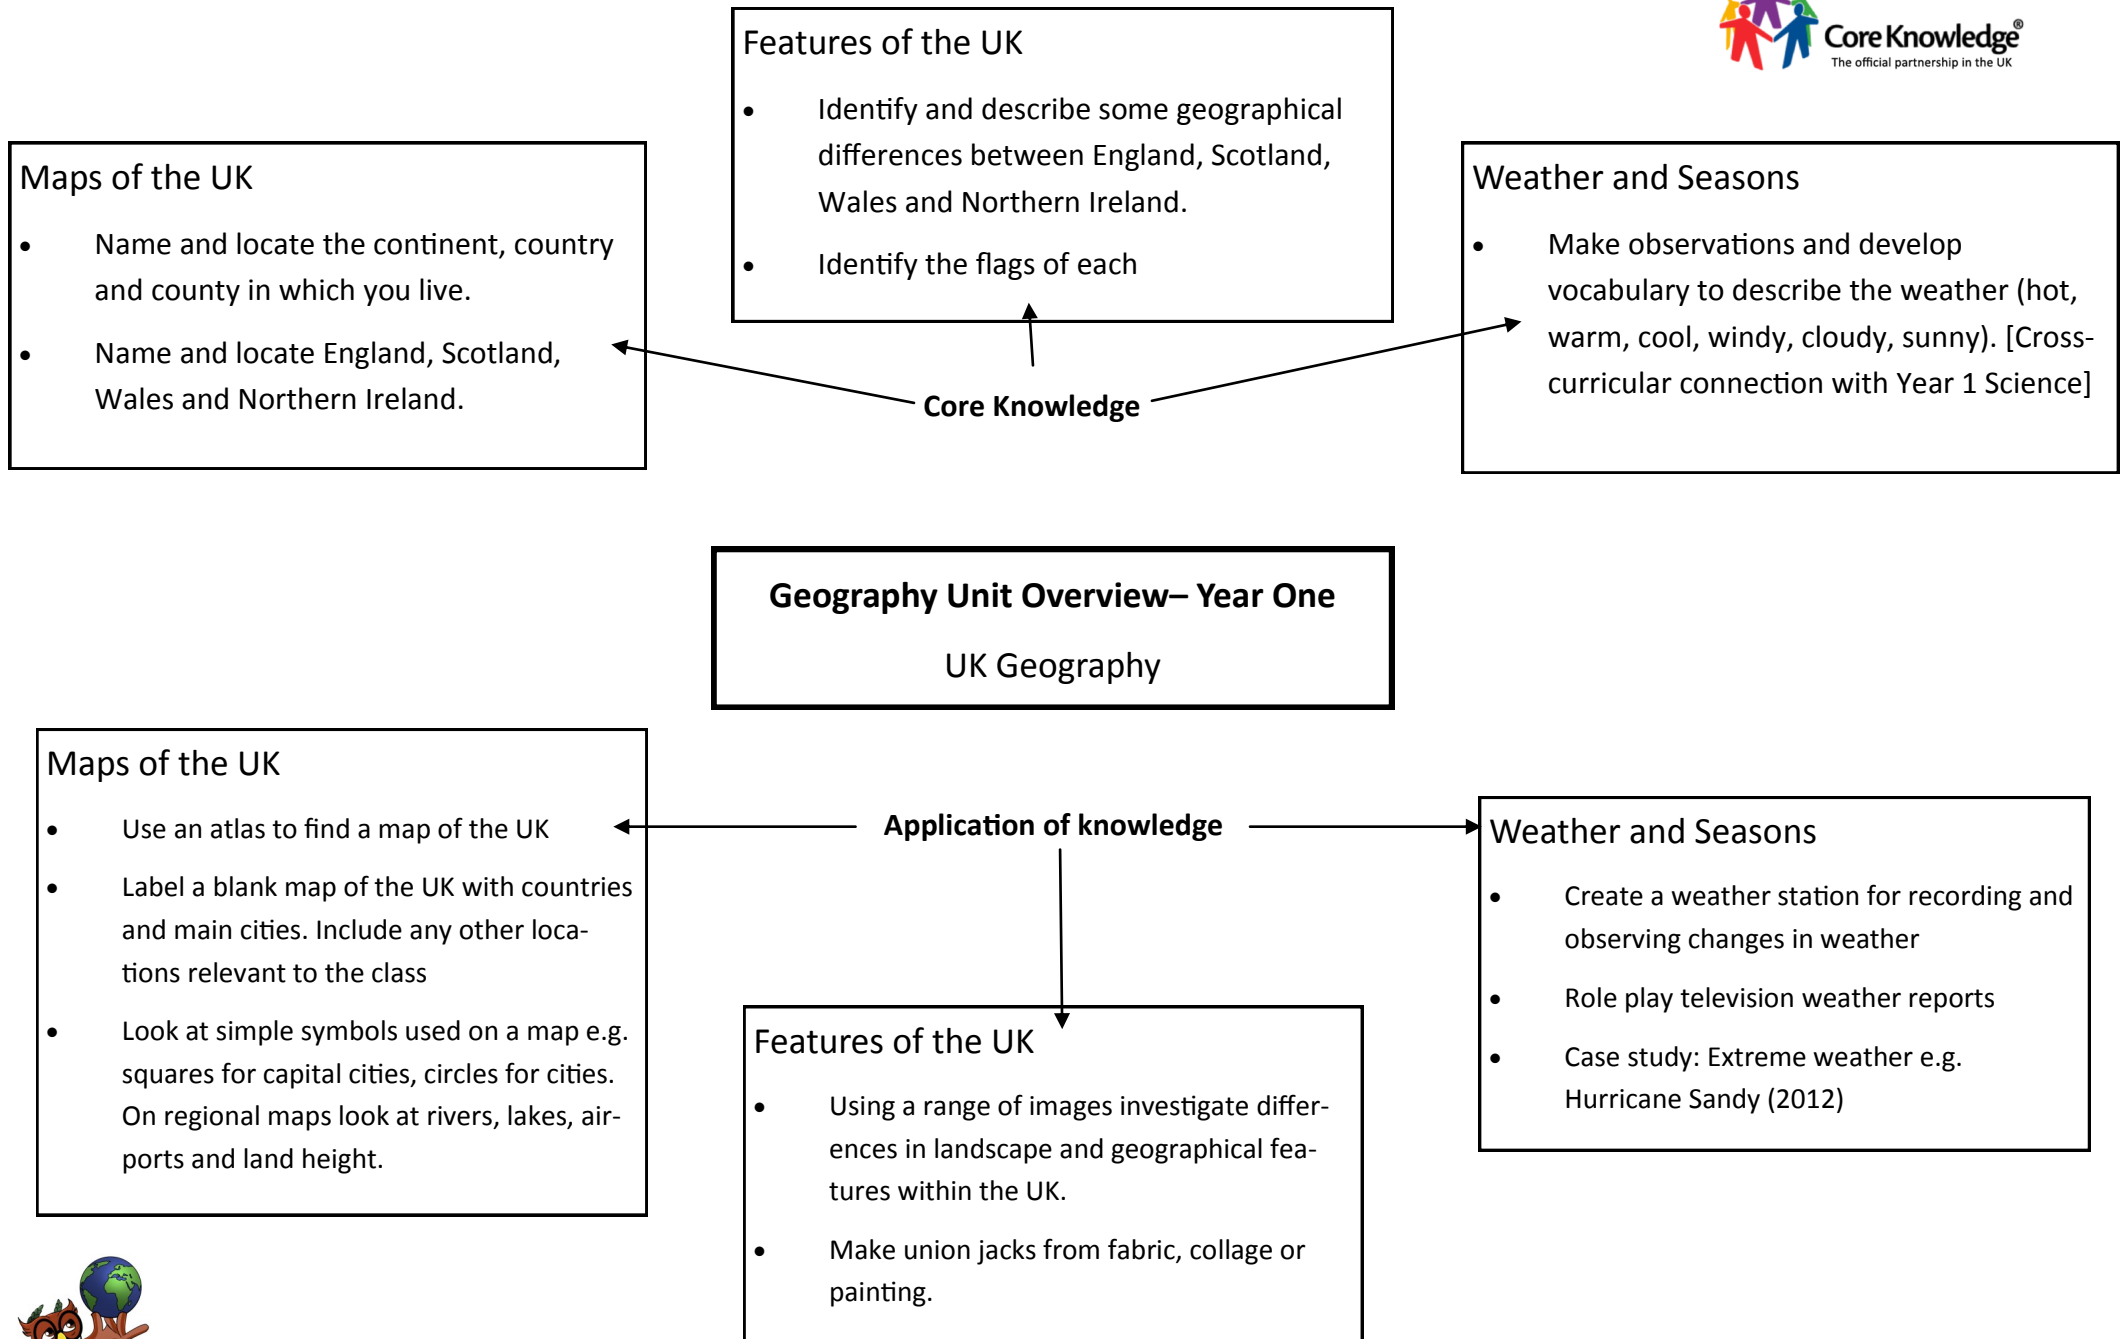 Core Knowledge®
The official partnership in the UK
Features of the UK
• Identify and describe some geographical
differences between England, Scotland,
Wales and Northern Ireland.
• Identify the flags of each
Maps of the UK
• Name and locate the continent, country
and county in which you live.
• Name and locate England, Scotland,
Wales and Northern Ireland.
Weather and Seasons
• Make observations and develop
vocabulary to describe the weather (hot,
warm, cool, windy, cloudy, sunny). [Cross-
curricular connection with Year 1 Science]
Core Knowledge
Geography Unit Overview– Year One
UK Geography
Maps of the UK
• Use an atlas to find a map of the UK
• Label a blank map of the UK with countries
and main cities. Include any other loca-
tions relevant to the class
• Look at simple symbols used on a map e.g.
squares for capital cities, circles for cities.
On regional maps look at rivers, lakes, air-
ports and land height.
Application of knowledge
Features of the UK
• Using a range of images investigate differ-
ences in landscape and geographical fea-
tures within the UK.
• Make union jacks from fabric, collage or
painting.
Weather and Seasons
• Create a weather station for recording and
observing changes in weather
• Role play television weather reports
• Case study: Extreme weather e.g.
Hurricane Sandy (2012)